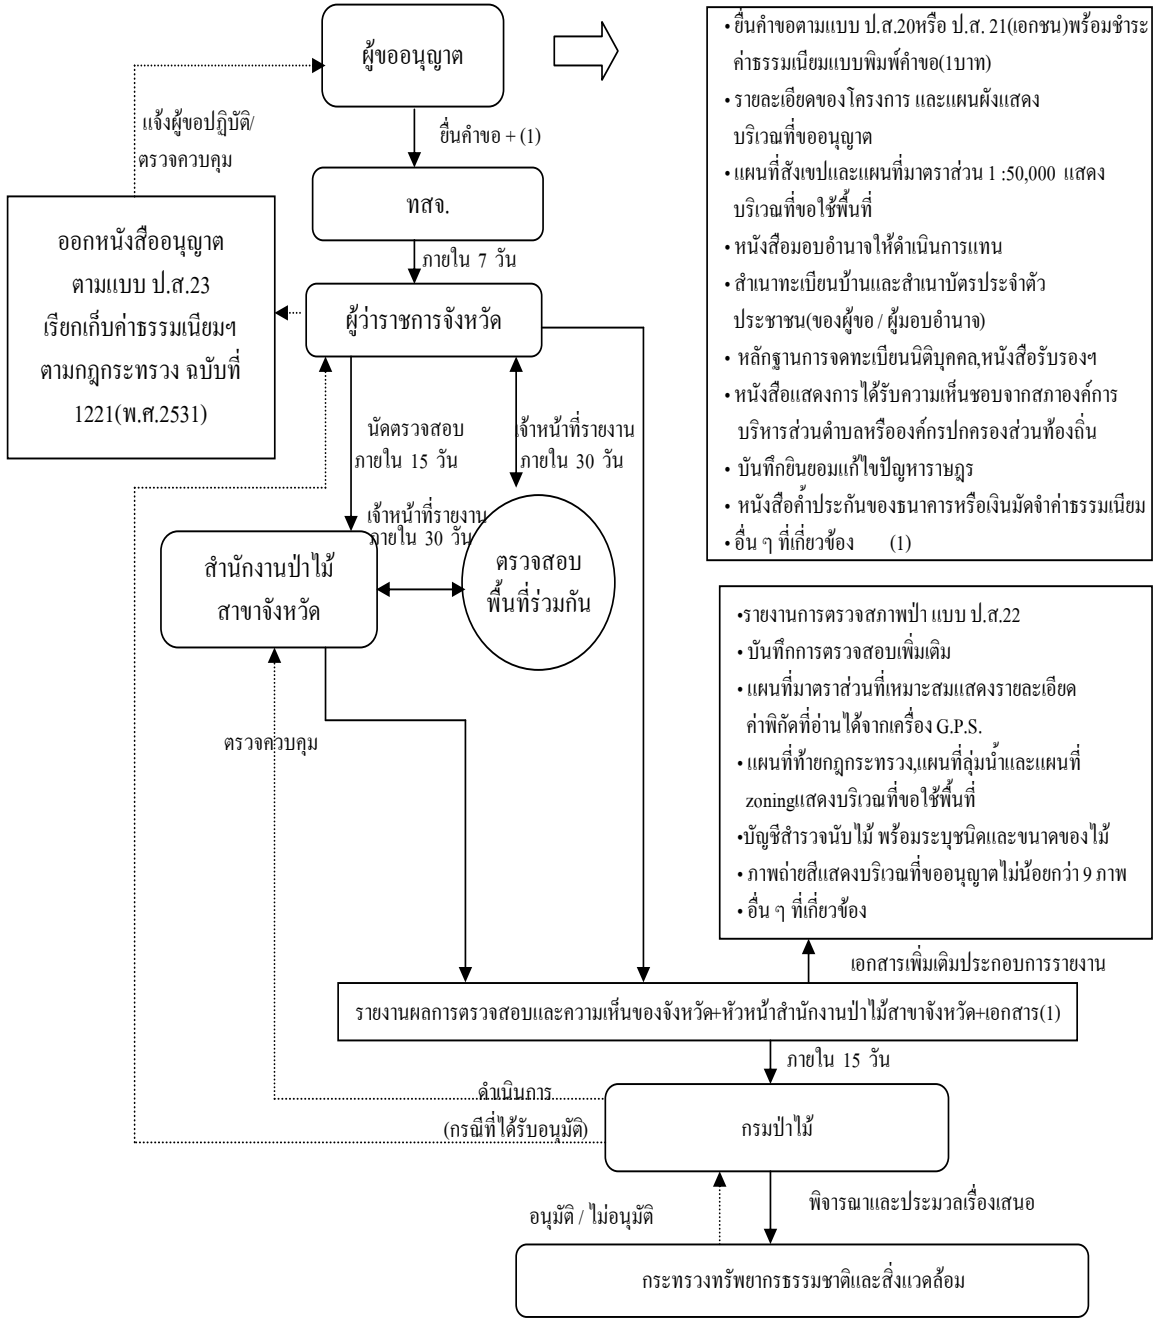 ผู้ขออนุญาต
• ยื่นคำขอตามแบบ ป.ส.20หรือ ป.ส. 21(เอกชน)พร้อมชำระ
ค่าธรรมเนียมแบบพิมพ์คำขอ(1บาท)
• รายละเอียดของโครงการ และแผนผังแสดง
บริเวณที่ขออนุญาต
• แผนที่สังเขปและแผนที่มาตราส่วน 1 :50,000 แสดง
บริเวณที่ขอใช้พื้นที่
• หนังสือมอบอำนาจให้ดำเนินการแทน
• สำเนาทะเบียนบ้านและสำเนาบัตรประจำตัว
ประชาชน(ของผู้ขอ / ผู้มอบอำนาจ)
• หลักฐานการจดทะเบียนนิติบุคคล,หนังสือรับรองฯ
• หนังสือแสดงการได้รับความเห็นชอบจากสภาองค์การ
บริหารส่วนตำบลหรือองค์กรปกครองส่วนท้องถิ่น
• บันทึกยินยอมแก้ไขปัญหาราษฎร
• หนังสือค้ำประกันของธนาคารหรือเงินมัดจำค่าธรรมเนียม
• อื่น ๆ ที่เกี่ยวข้อง (1)
แจ้งผู้ขอปฏิบัติ/
ตรวจควบคุม
ยื่นคำขอ + (1)
ทสจ.
ภายใน 7 วัน
ออกหนังสืออนุญาต
ตามแบบ ป.ส.23
เรียกเก็บค่าธรรมเนียมฯ
ตามกฎกระทรวง ฉบับที่
1221(พ.ศ.2531)
ผู้ว่าราชการจังหวัด
นัดตรวจสอบ
ภายใน 15 วัน
เจ้าหน้าที่รายงาน
ภายใน 30 วัน
เจ้าหน้าที่รายงาน
ภายใน 30 วัน
สำนักงานป่าไม้
สาขาจังหวัด
ตรวจสอบ
พื้นที่ร่วมกัน
ตรวจควบคุม
•รายงานการตรวจสภาพป่า แบบ ป.ส.22
• บันทึกการตรวจสอบเพิ่มเติม
• แผนที่มาตราส่วนที่เหมาะสมแสดงรายละเอียด
ค่าพิกัดที่อ่านได้จากเครื่อง G.P.S.
• แผนที่ท้ายกฎกระทรวง,แผนที่ลุ่มน้ำและแผนที่
zoningแสดงบริเวณที่ขอใช้พื้นที่
•บัญชีสำรวจนับไม้ พร้อมระบุชนิดและขนาดของไม้
• ภาพถ่ายสีแสดงบริเวณที่ขออนุญาตไม่น้อยกว่า 9 ภาพ
• อื่น ๆ ที่เกี่ยวข้อง
เอกสารเพิ่มเติมประกอบการรายงาน
รายงานผลการตรวจสอบและความเห็นของจังหวัด+หัวหน้าสำนักงานป่าไม้สาขาจังหวัด+เอกสาร(1)
ภายใน 15 วัน
ดำเนินการ
(กรณีที่ได้รับอนุมัติ)
กรมป่าไม้
อนุมัติ / ไม่อนุมัติ
พิจารณาและประมวลเรื่องเสนอ
กระทรวงทรัพยากรธรรมชาติและสิ่งแวดล้อม